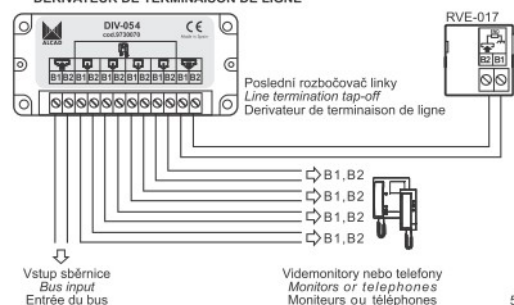 DERIVATEUR DE TERMINAISON DE LIGNE
RVE-017
DIV-054
cod.9730079
ALCAD
CE
Made in Spain
B1 B2 B1 B2 B1 B2 B1 B2 B1 B2 B1 B2
B2 B1
Poslední rozbočovač linky
Line termination tap-off
Derivateur de terminaison de ligne
B1,B2
B1,B2
B1,B2
B1,B2
Vstup sběrnice
Bus input
Entrée du bus
Videmonitory nebo telefony
Monitors or telephones
Moniteurs ou téléphones